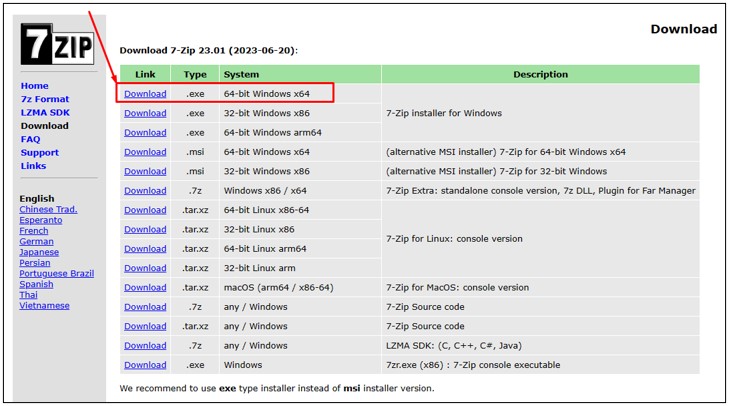 7 ZIP
Download
Home
7z Format
LZMA SDK
Download
FAQ
Support
Links
English
Chinese Trad.
Esperanto
French
German
Japanese
Persian
Portuguese Brazil
Spanish
Thai
Vietnamese
Download 7-Zip 23.01 (2023-06-20):
Link Type System Description
Download .exe 64-bit Windows x64
Download .exe 32-bit Windows x86 7-Zip installer for Windows
Download .exe 64-bit Windows arm64
Download .msi 64-bit Windows x64 (alternative MSI installer) 7-Zip for 64-bit Windows x64
Download .msi 32-bit Windows x86 (alternative MSI installer) 7-Zip for 32-bit Windows
Download .7z Windows x86 / x64 7-Zip Extra: standalone console version, 7z DLL, Plugin for Far Manager
Download .tar.xz 64-bit Linux x86-64
Download .tar.xz 32-bit Linux x86
7-Zip for Linux: console version
Download .tar.xz 64-bit Linux arm64
Download .tar.xz 32-bit Linux arm
Download .tar.xz macOS (arm64 / x86-64) 7-Zip for MacOS: console version
Download .7z any / Windows 7-Zip Source code
Download .tar.xz any / Windows 7-Zip Source code
Download .7z any / Windows LZMA SDK: (C, C++, C#, Java)
Download .exe Windows 7zr.exe (x86) : 7-Zip console executable
We recommend to use exe type installer instead of msi installer version.